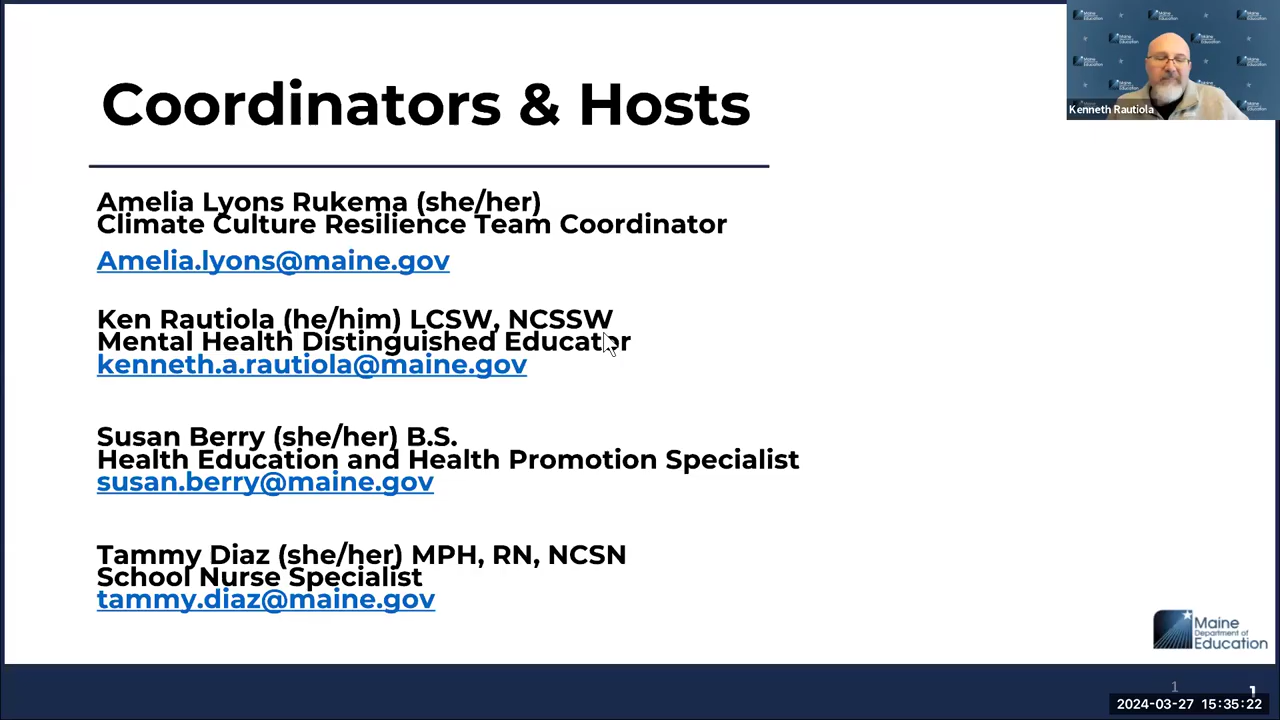 Coordinators & Hosts
Amelia Lyons Rukema (she/her)
Climate Culture Resilience Team Coordinator
Amelia.lyons@maine.gov
Ken Rautiola (he/him) LCSW, NCSSW
Mental Health Distinguished Educator
kenneth.a.rautiola@maine.gov
Susan Berry (she/her) B.S.
Health Education and Health Promotion Specialist
susan.berry@maine.gov
Tammy Diaz (she/her) MPH, RN, NCSN
School Nurse Specialist
tammy.diaz@maine.gov
Kenneth Rautiola
Maine
Department of
Education
1
1
2024-03-27 15:35:22